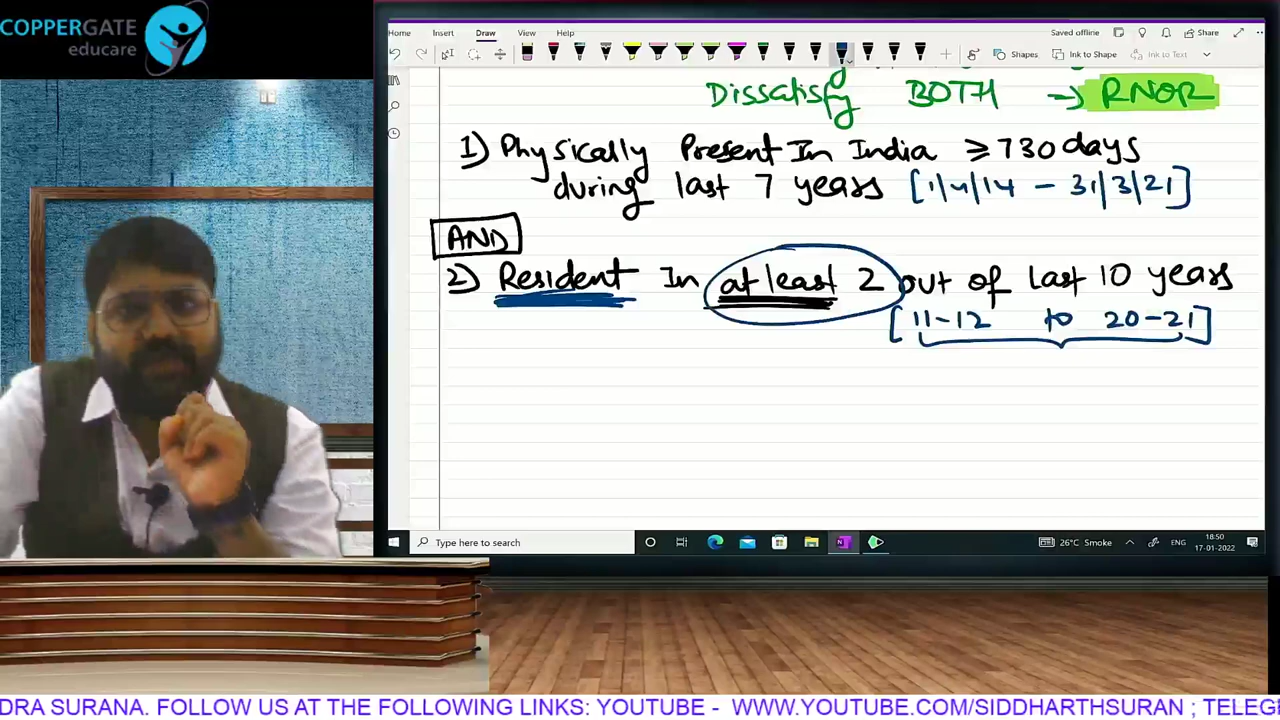 COPPERGATE
educare
Home Insert Draw View Help
Saved offline
Share
Shapes
Ink to Shape
Ink to Text
Dissatisfy BOTH → RNOR
1) Physically Present In India ≥ 730 days
during last 7 years [1/4/14 - 31/3/21]
AND
2) Resident In at least 2 out of last 10 years
[11-12 to 20-21]
Type here to search
26°C Smoke
ENG
18:50
17-01-2022
DRA SURANA. FOLLOW US AT THE FOLLOWING LINKS: YOUTUBE - WWW.YOUTUBE.COM/SIDDHARTHSURAN ; TELEG